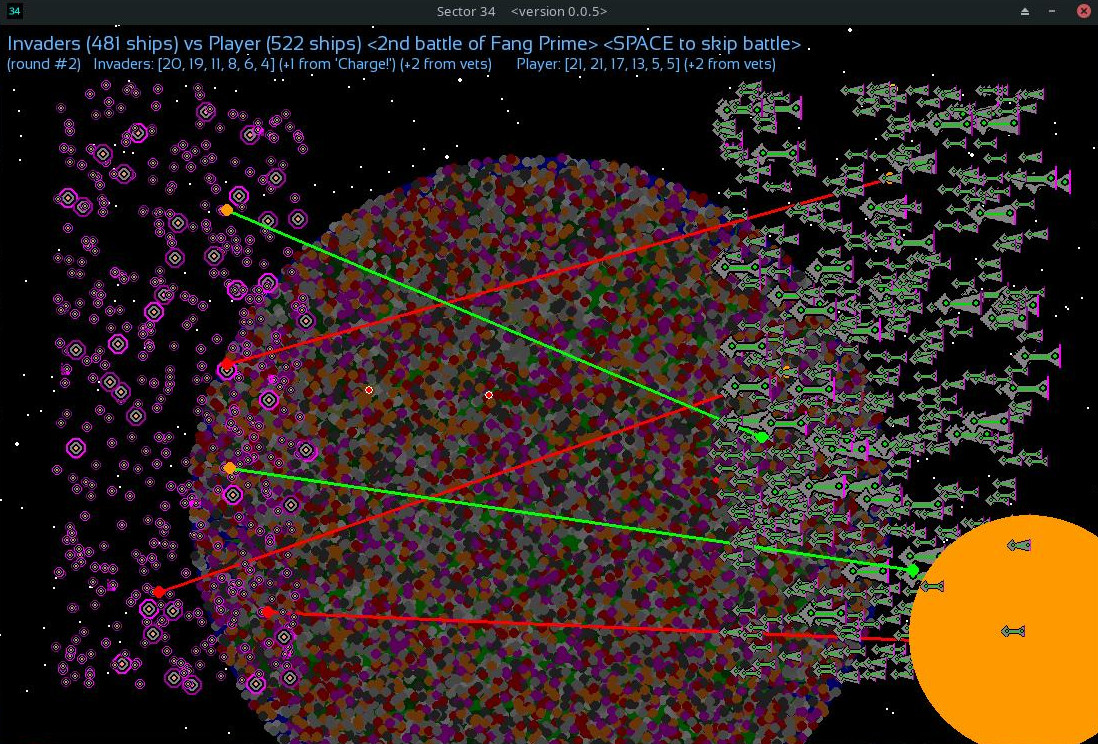 34
Sector 34 <version 0.0.5>
Invaders (481 ships) vs Player (522 ships) <2nd battle of Fang Prime> <SPACE to skip battle>
(round #2) Invaders: [20, 19, 11, 8, 6, 4] (+1 from 'Charge!') (+2 from vets) Player: [21, 21, 17, 13, 5, 5] (+2 from vets)